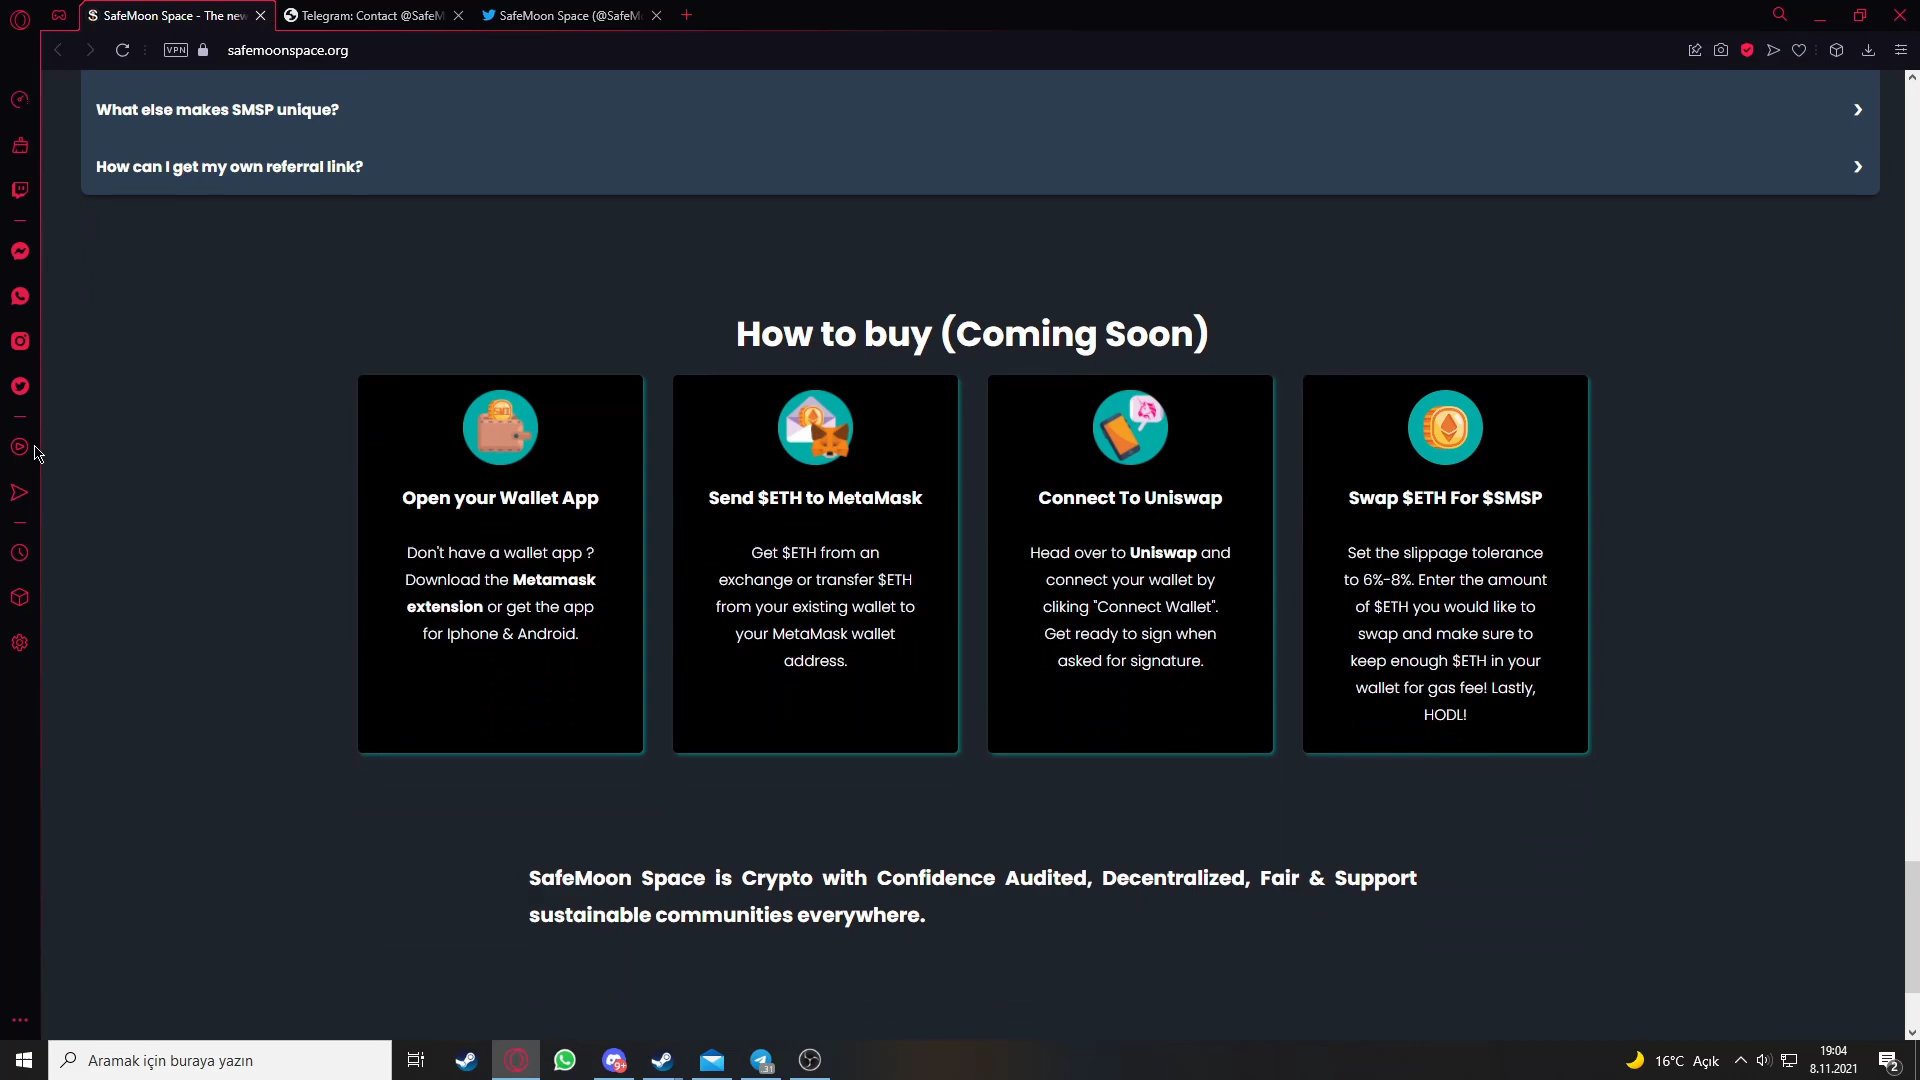 SafeMoon Space - The new
Telegram: Contact @SafeM
SafeMoon Space (@SafeM
VPN
safemoonspace.org
What else makes SMSP unique?
How can I get my own referral link?
How to buy (Coming Soon)
Open your Wallet App
Don't have a wallet app ?
Download the Metamask
extension or get the app
for Iphone & Android.
Send $ETH to MetaMask
Get $ETH from an
exchange or transfer $ETH
from your existing wallet to
your MetaMask wallet
address.
Connect To Uniswap
Head over to Uniswap and
connect your wallet by
cliking "Connect Wallet".
Get ready to sign when
asked for signature.
Swap $ETH For $SMSP
Set the slippage tolerance
to 6%-8%. Enter the amount
of $ETH you would like to
swap and make sure to
keep enough $ETH in your
wallet for gas fee! Lastly,
HODL!
SafeMoon Space is Crypto with Confidence Audited, Decentralized, Fair & Support
sustainable communities everywhere.
Aramak için buraya yazın
9+
31
16°C Açık
19:04
8.11.2021
2